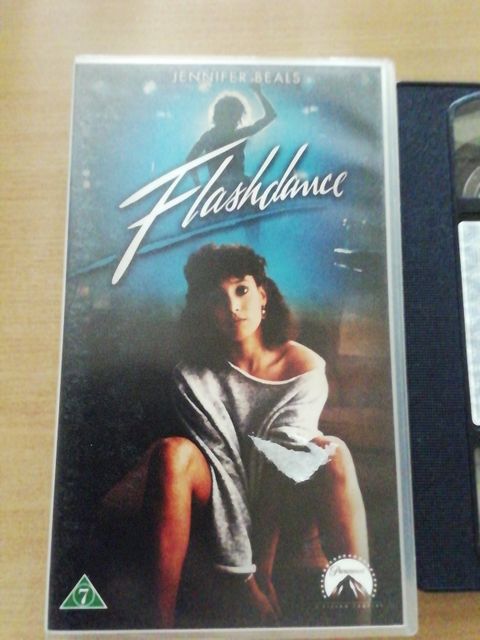 JENNIFER BEALS
Flashdance
7
Paramount